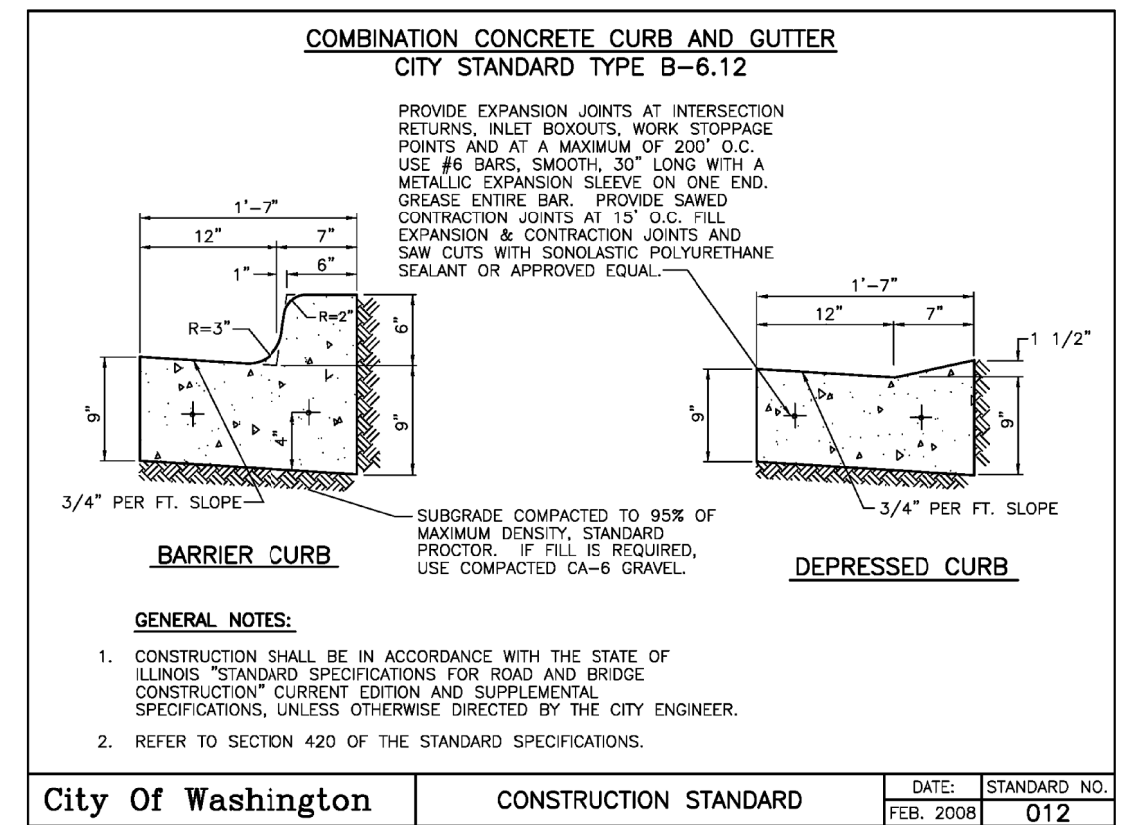 COMBINATION CONCRETE CURB AND GUTTER
CITY STANDARD TYPE B-6.12
PROVIDE EXPANSION JOINTS AT INTERSECTION
RETURNS, INLET BOXOUTS, WORK STOPPAGE
POINTS AND AT A MAXIMUM OF 200' O.C.
USE #6 BARS, SMOOTH, 30" LONG WITH A
METALLIC EXPANSION SLEEVE ON ONE END.
GREASE ENTIRE BAR. PROVIDE SAWED
CONTRACTION JOINTS AT 15' O.C. FILL
EXPANSION & CONTRACTION JOINTS AND
SAW CUTS WITH SONOLASTIC POLYURETHANE
SEALANT OR APPROVED EQUAL.
1'-7"
12" 7"
1" 6"
R=3" R=2"
6"
9"
4"
9"
3/4" PER FT. SLOPE
BARRIER CURB
SUBGRADE COMPACTED TO 95% OF
MAXIMUM DENSITY, STANDARD
PROCTOR. IF FILL IS REQUIRED,
USE COMPACTED CA-6 GRAVEL.
1'-7"
12" 7"
1 1/2"
9"
9"
3/4" PER FT. SLOPE
DEPRESSED CURB
GENERAL NOTES:
1. CONSTRUCTION SHALL BE IN ACCORDANCE WITH THE STATE OF
ILLINOIS "STANDARD SPECIFICATIONS FOR ROAD AND BRIDGE
CONSTRUCTION" CURRENT EDITION AND SUPPLEMENTAL
SPECIFICATIONS, UNLESS OTHERWISE DIRECTED BY THE CITY ENGINEER.
2. REFER TO SECTION 420 OF THE STANDARD SPECIFICATIONS.
City Of Washington
CONSTRUCTION STANDARD
DATE:
FEB. 2008
STANDARD NO.
012